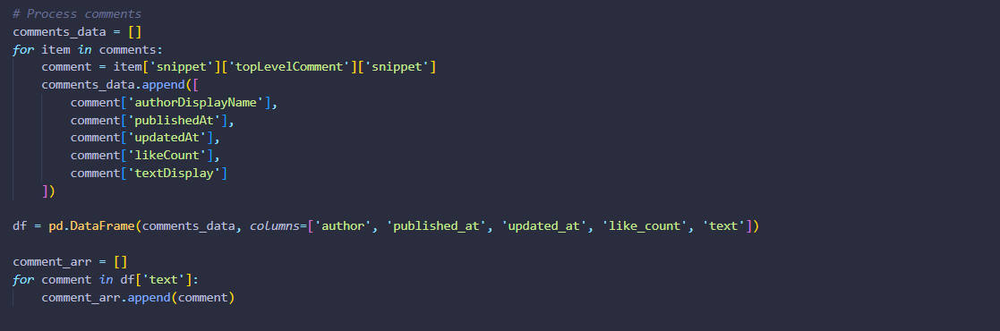 # Process comments
comments_data = []
for item in comments:
    comment = item['snippet']['topLevelComment']['snippet']
    comments_data.append([
        comment['authorDisplayName'],
        comment['publishedAt'],
        comment['updatedAt'],
        comment['likeCount'],
        comment['textDisplay']
    ])
df = pd.DataFrame(comments_data, columns=['author', 'published_at', 'updated_at', 'like_count', 'text'])
comment_arr = []
for comment in df['text']:
    comment_arr.append(comment)